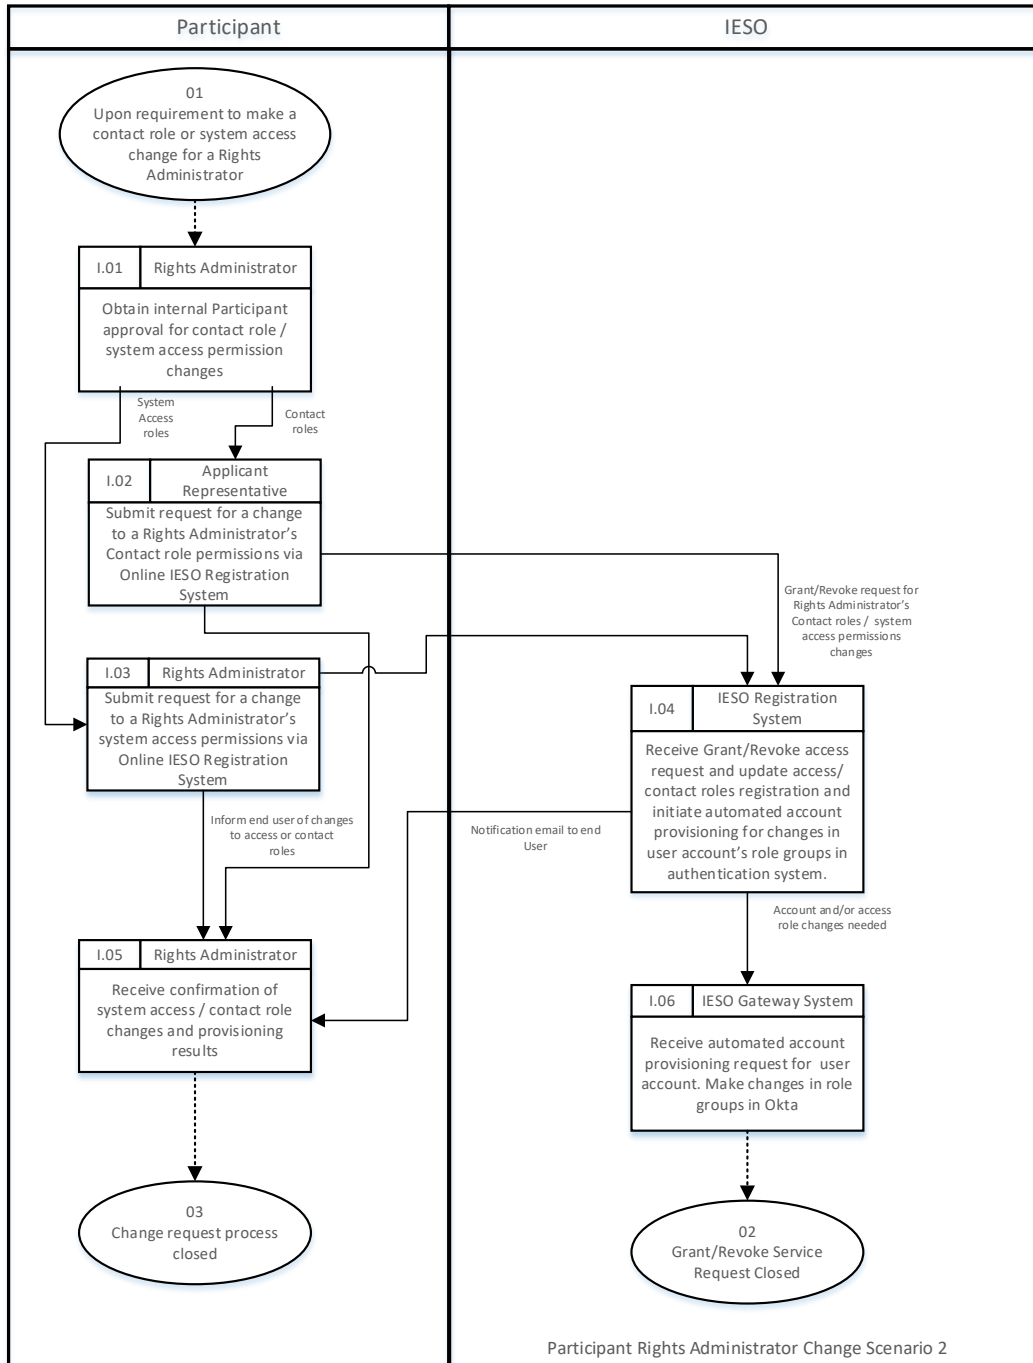 Participant
IESO
01
Upon requirement to make a
contact role or system access
change for a Rights
Administrator
I.01
Rights Administrator
Obtain internal Participant
approval for contact role /
system access permission
changes
System
Access
roles
Contact
roles
I.02
Applicant
Representative
Submit request for a change
to a Rights Administrator's
Contact role permissions via
Online IESO Registration
System
Grant/Revoke request for
Rights Administrator's
Contact roles / system
access permissions
changes
I.03
Rights Administrator
Submit request for a change
to a Rights Administrator's
system access permissions via
Online IESO Registration
System
I.04
IESO Registration
System
Receive Grant/Revoke access
request and update access/
contact roles registration and
initiate automated account
provisioning for changes in
user account's role groups in
authentication system.
Inform end user of changes
to access or contact
roles
Notification email to end
User
Account and/or access
role changes needed
I.05
Rights Administrator
Receive confirmation of
system access / contact role
changes and provisioning
results
I.06
IESO Gateway System
Receive automated account
provisioning request for user
account. Make changes in role
groups in Okta
03
Change request process
closed
02
Grant/Revoke Service
Request Closed
Participant Rights Administrator Change Scenario 2